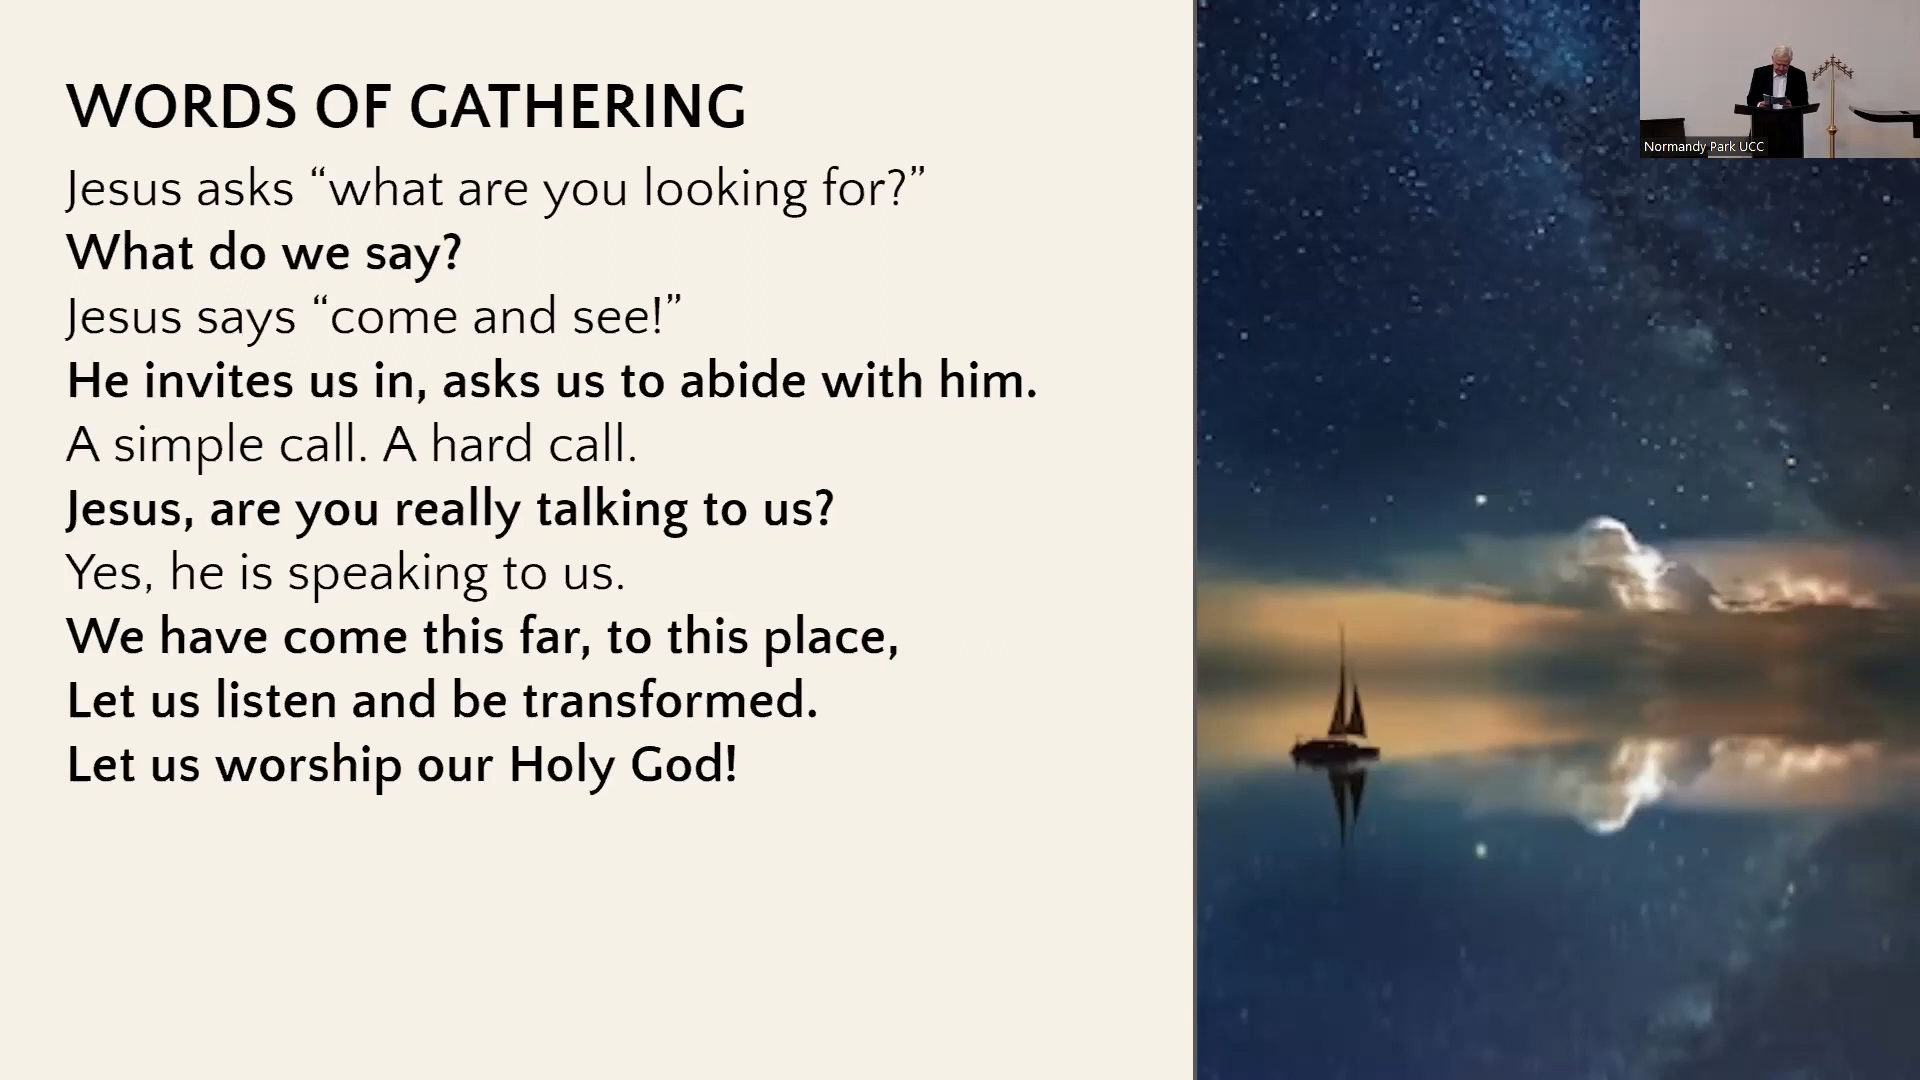 WORDS OF GATHERING
Jesus asks “what are you looking for?”
What do we say?
Jesus says “come and see!”
He invites us in, asks us to abide with him.
A simple call. A hard call.
Jesus, are you really talking to us?
Yes, he is speaking to us.
We have come this far, to this place,
Let us listen and be transformed.
Let us worship our Holy God!
Normandy Park UCC